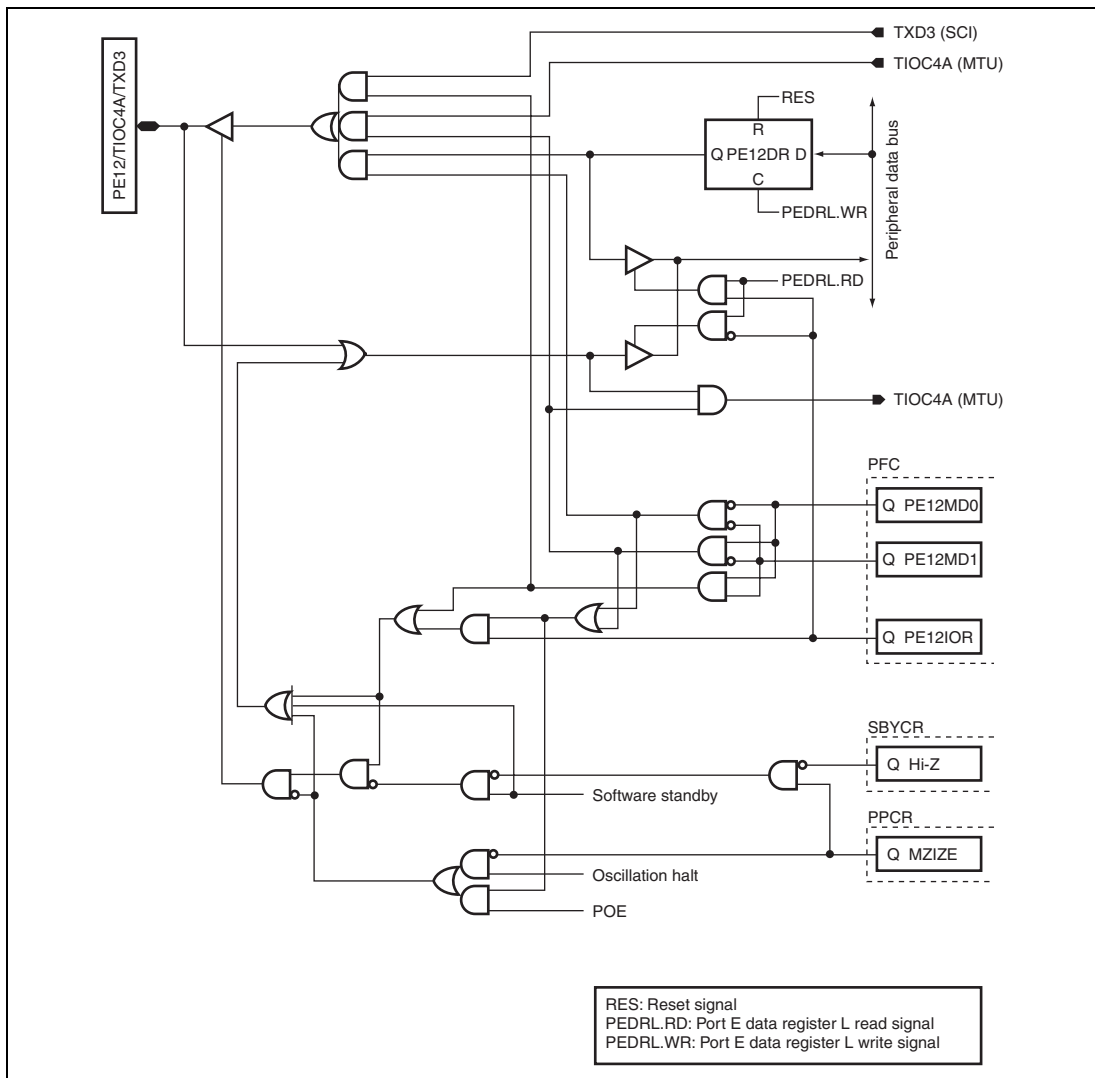 PE12/TIOC4A/TXD3
TXD3 (SCI)
TIOC4A (MTU)
RES
R
Q PE12DR D
C
PEDRL.WR
Peripheral data bus
PEDRL.RD
TIOC4A (MTU)
PFC
Q PE12MD0
Q PE12MD1
Q PE12IOR
SBYCR
Q Hi-Z
Software standby
PPCR
Q MZIZE
Oscillation halt
POE
RES: Reset signal
PEDRL.RD: Port E data register L read signal
PEDRL.WR: Port E data register L write signal